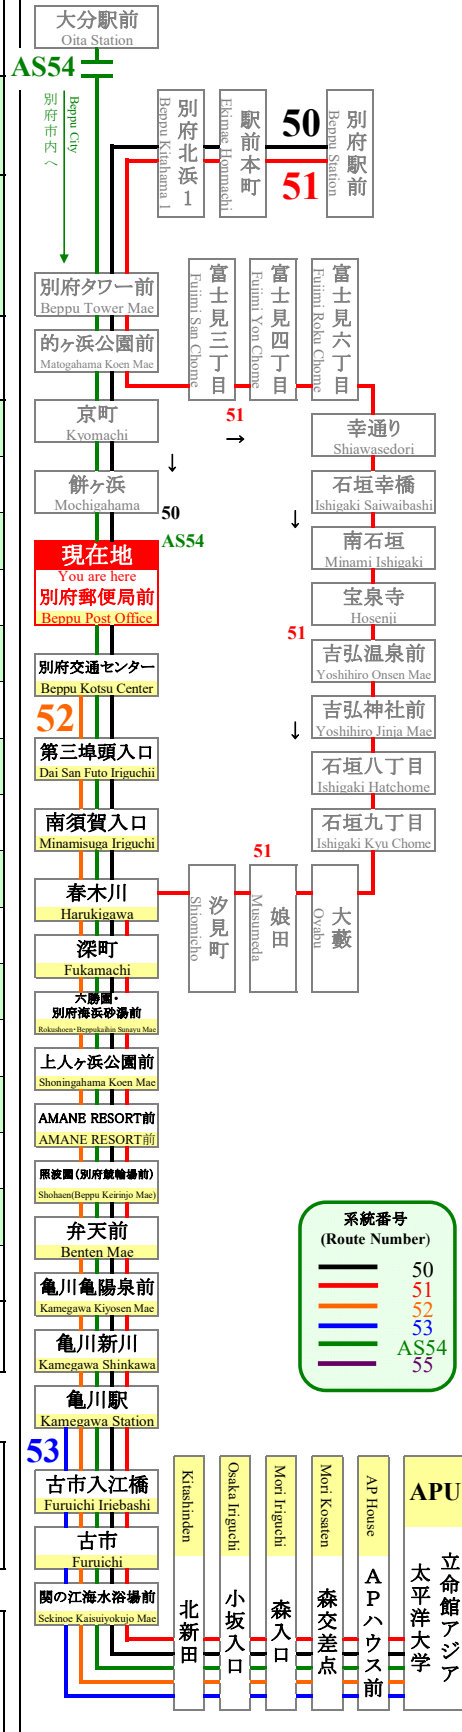 大分駅前
Oita Station
AS54
別府市内へ
Beppu City
別府北浜1
Beppu Kitahama 1
駅前本町
Ekimae Honmachi
50
51
別府駅前
Beppu Station
別府タワー前
Beppu Tower Mae
的ヶ浜公園前
Matogahama Koen Mae
富士見三丁目
Fujimi San Chome
富士見四丁目
Fujimi Yon Chome
富士見六丁目
Fujimi Roku Chome
51
→
京町
Kyomachi
↓
幸通り
Shiawasedori
餅ヶ浜
Mochigahama
50
AS54
石垣幸橋
Ishigaki Saiwaibashi
↓
現在地
You are here
別府郵便局前
Beppu Post Office
南石垣
Minami Ishigaki
宝泉寺
Hosenji
51
別府交通センター
Beppu Kotsu Center
吉弘温泉前
Yoshihiro Onsen Mae
52
吉弘神社前
Yoshihiro Jinja Mae
↓
第三埠頭入口
Dai San Futo Iriguchii
石垣八丁目
Ishigaki Hatchome
南須賀入口
Minamisuga Iriguchi
石垣九丁目
Ishigaki Kyu Chome
51
春木川
Harukigawa
汐見町
Shiomicho
娘田
Musumeda
大藪
Oyabu
深町
Fukamachi
六勝園・
別府海浜砂湯前
Rokushoen・Beppukaihin Sunayu Mae
上人ヶ浜公園前
Shoningahama Koen Mae
AMANE RESORT前
AMANE RESORT前
照波園(別府競輪場前)
Shohaen(Beppu Keirinjo Mae)
弁天前
Benten Mae
亀川亀陽泉前
Kamegawa Kiyosen Mae
亀川新川
Kamegawa Shinkawa
亀川駅
Kamegawa Station
系統番号
(Route Number)
50
51
52
53
AS54
55
53
古市入江橋
Furuichi Iriebashi
古市
Furuichi
関の江海水浴場前
Sekinoe Kaisuiyokujo Mae
Kitashinden
北新田
Osaka Iriguchi
小坂入口
Mori Iriguchi
森入口
Mori Kosaten
森交差点
AP House
APハウス前
APU
立命館アジア
太平洋大学